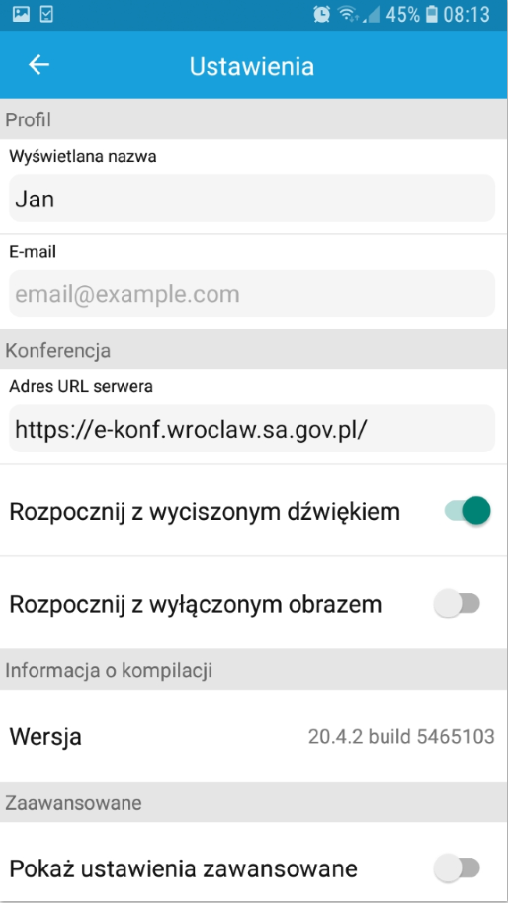 45% 08:13
Ustawienia
Profil
Wyświetlana nazwa
Jan
E-mail
email@example.com
Konferencja
Adres URL serwera
https://e-konf.wroclaw.sa.gov.pl/
Rozpocznij z wyciszonym dźwiękiem
Rozpocznij z wyłączonym obrazem
Informacja o kompilacji
Wersja 20.4.2 build 5465103
Zaawansowane
Pokaż ustawienia zawansowane